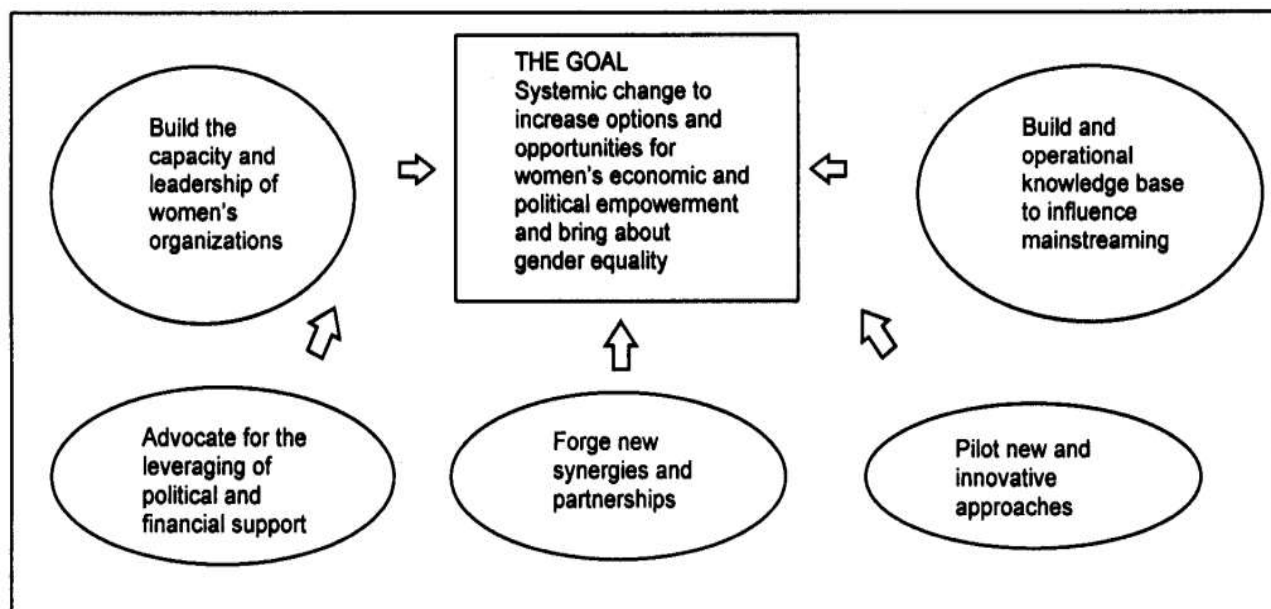 Build the
capacity and
leadership of
women's
organizations
THE GOAL
Systemic change to
increase options and
opportunities for
women's economic and
political empowerment
and bring about
gender equality
Build and
operational
knowledge base
to influence
mainstreaming
Advocate for the
leveraging of
political and
financial support
Forge new
synergies and
partnerships
Pilot new and
innovative
approaches